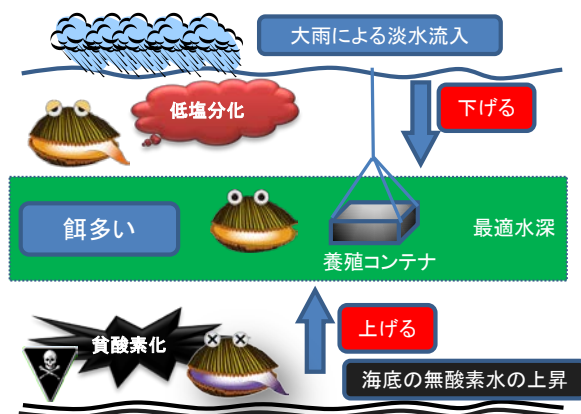 大雨による淡水流入
低塩分化
下げる
餌多い
最適水深
養殖コンテナ
貧酸素化
上げる
海底の無酸素水の上昇